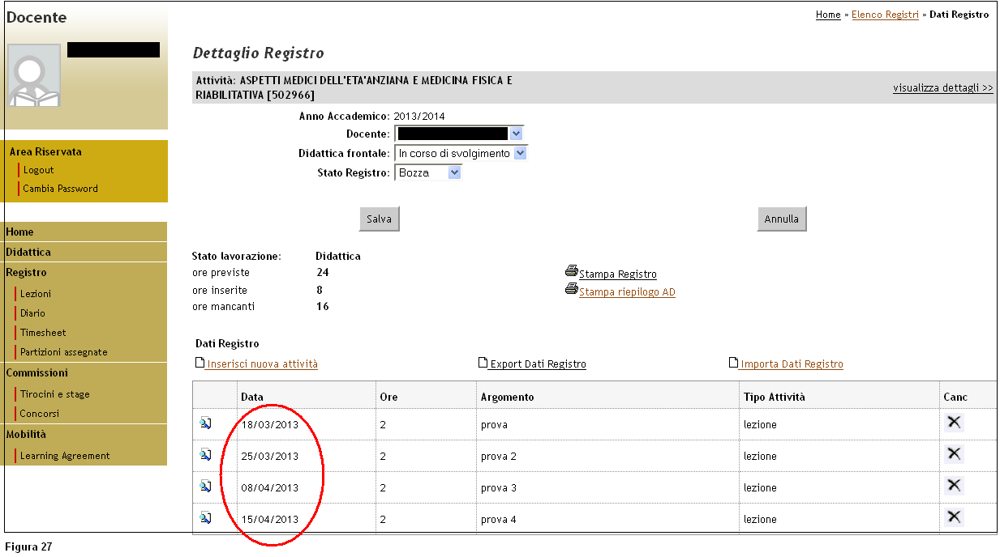 Docente
Home » Elenco Registri » Dati Registro
Dettaglio Registro
Attività: ASPETTI MEDICI DELL'ETA'ANZIANA E MEDICINA FISICA E
RIABILITATIVA [502966]
visualizza dettagli >>
Anno Accademico: 2013/2014
Docente:
Didattica frontale: In corso di svolgimento
Stato Registro: Bozza
Salva Annulla
Area Riservata
Logout
Cambia Password
Home
Didattica
Registro
Lezioni
Diario
Timesheet
Partizioni assegnate
Commissioni
Tirocini e stage
Concorsi
Mobilità
Learning Agreement
Stato lavorazione: Didattica
ore previste 24
ore inserite 8
ore mancanti 16
Stampa Registro
Stampa riepilogo AD
Dati Registro
Inserisci nuova attività Export Dati Registro Importa Dati Registro
Data Ore Argomento Tipo Attività Canc
18/03/2013 2 prova lezione
25/03/2013 2 prova 2 lezione
08/04/2013 2 prova 3 lezione
15/04/2013 2 prova 4 lezione
Figura 27